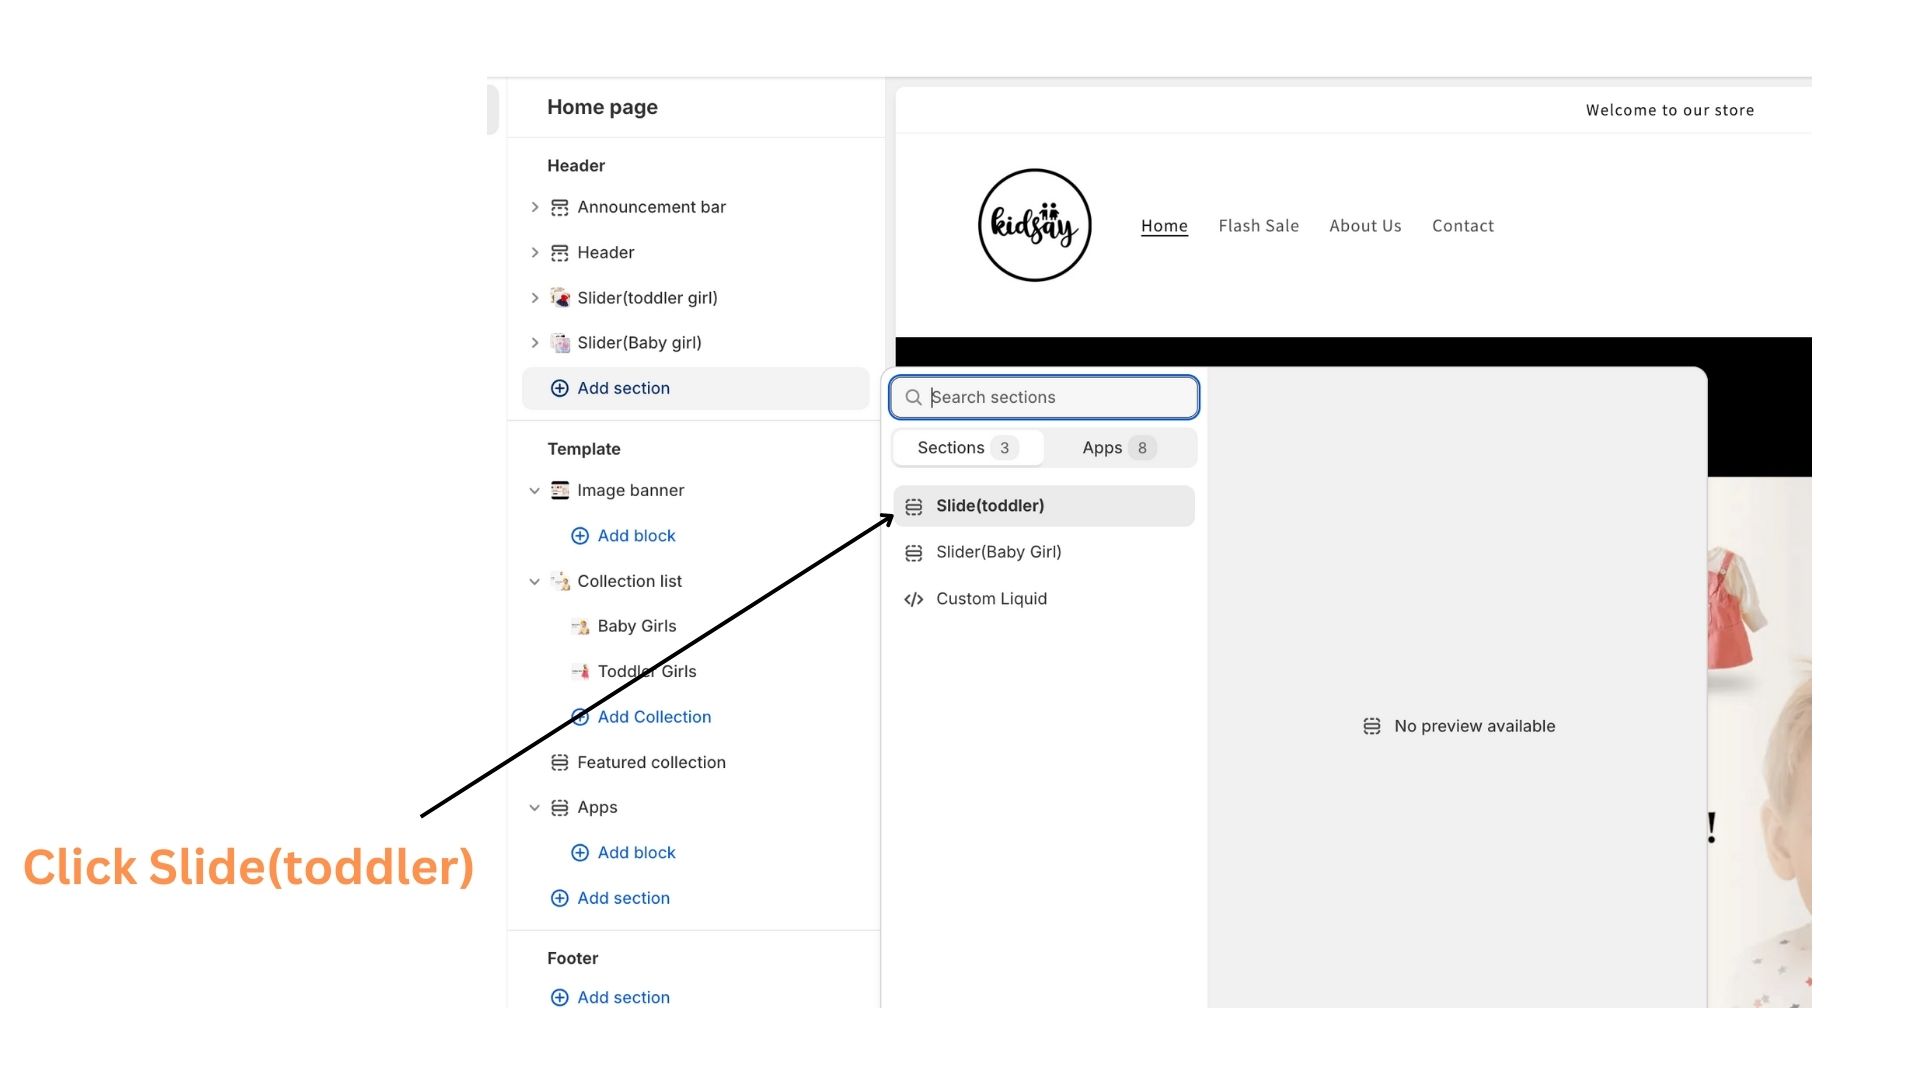 Home page
Header
Announcement bar
Header
Slider(toddler girl)
Slider(Baby girl)
Add section
Template
Image banner
Add block
Collection list
Baby Girls
Toddler Girls
Add Collection
Featured collection
Apps
Add block
Add section
Footer
Add section
Welcome to our store
kidsay
Home Flash Sale About Us Contact
Search sections
Sections 3 Apps 8
Slide(toddler)
Slider(Baby Girl)
Custom Liquid
No preview available
!
Click Slide(toddler)